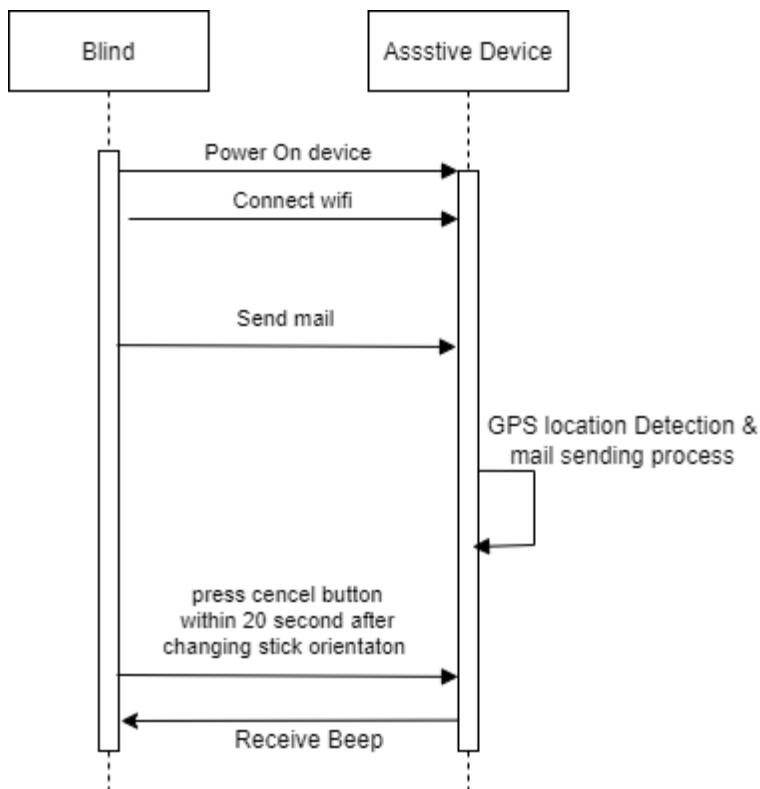 Blind
Assstive Device
Power On device
Connect wifi
Send mail
GPS location Detection &
mail sending process
press cencel button
within 20 second after
changing stick orientaton
Receive Beep